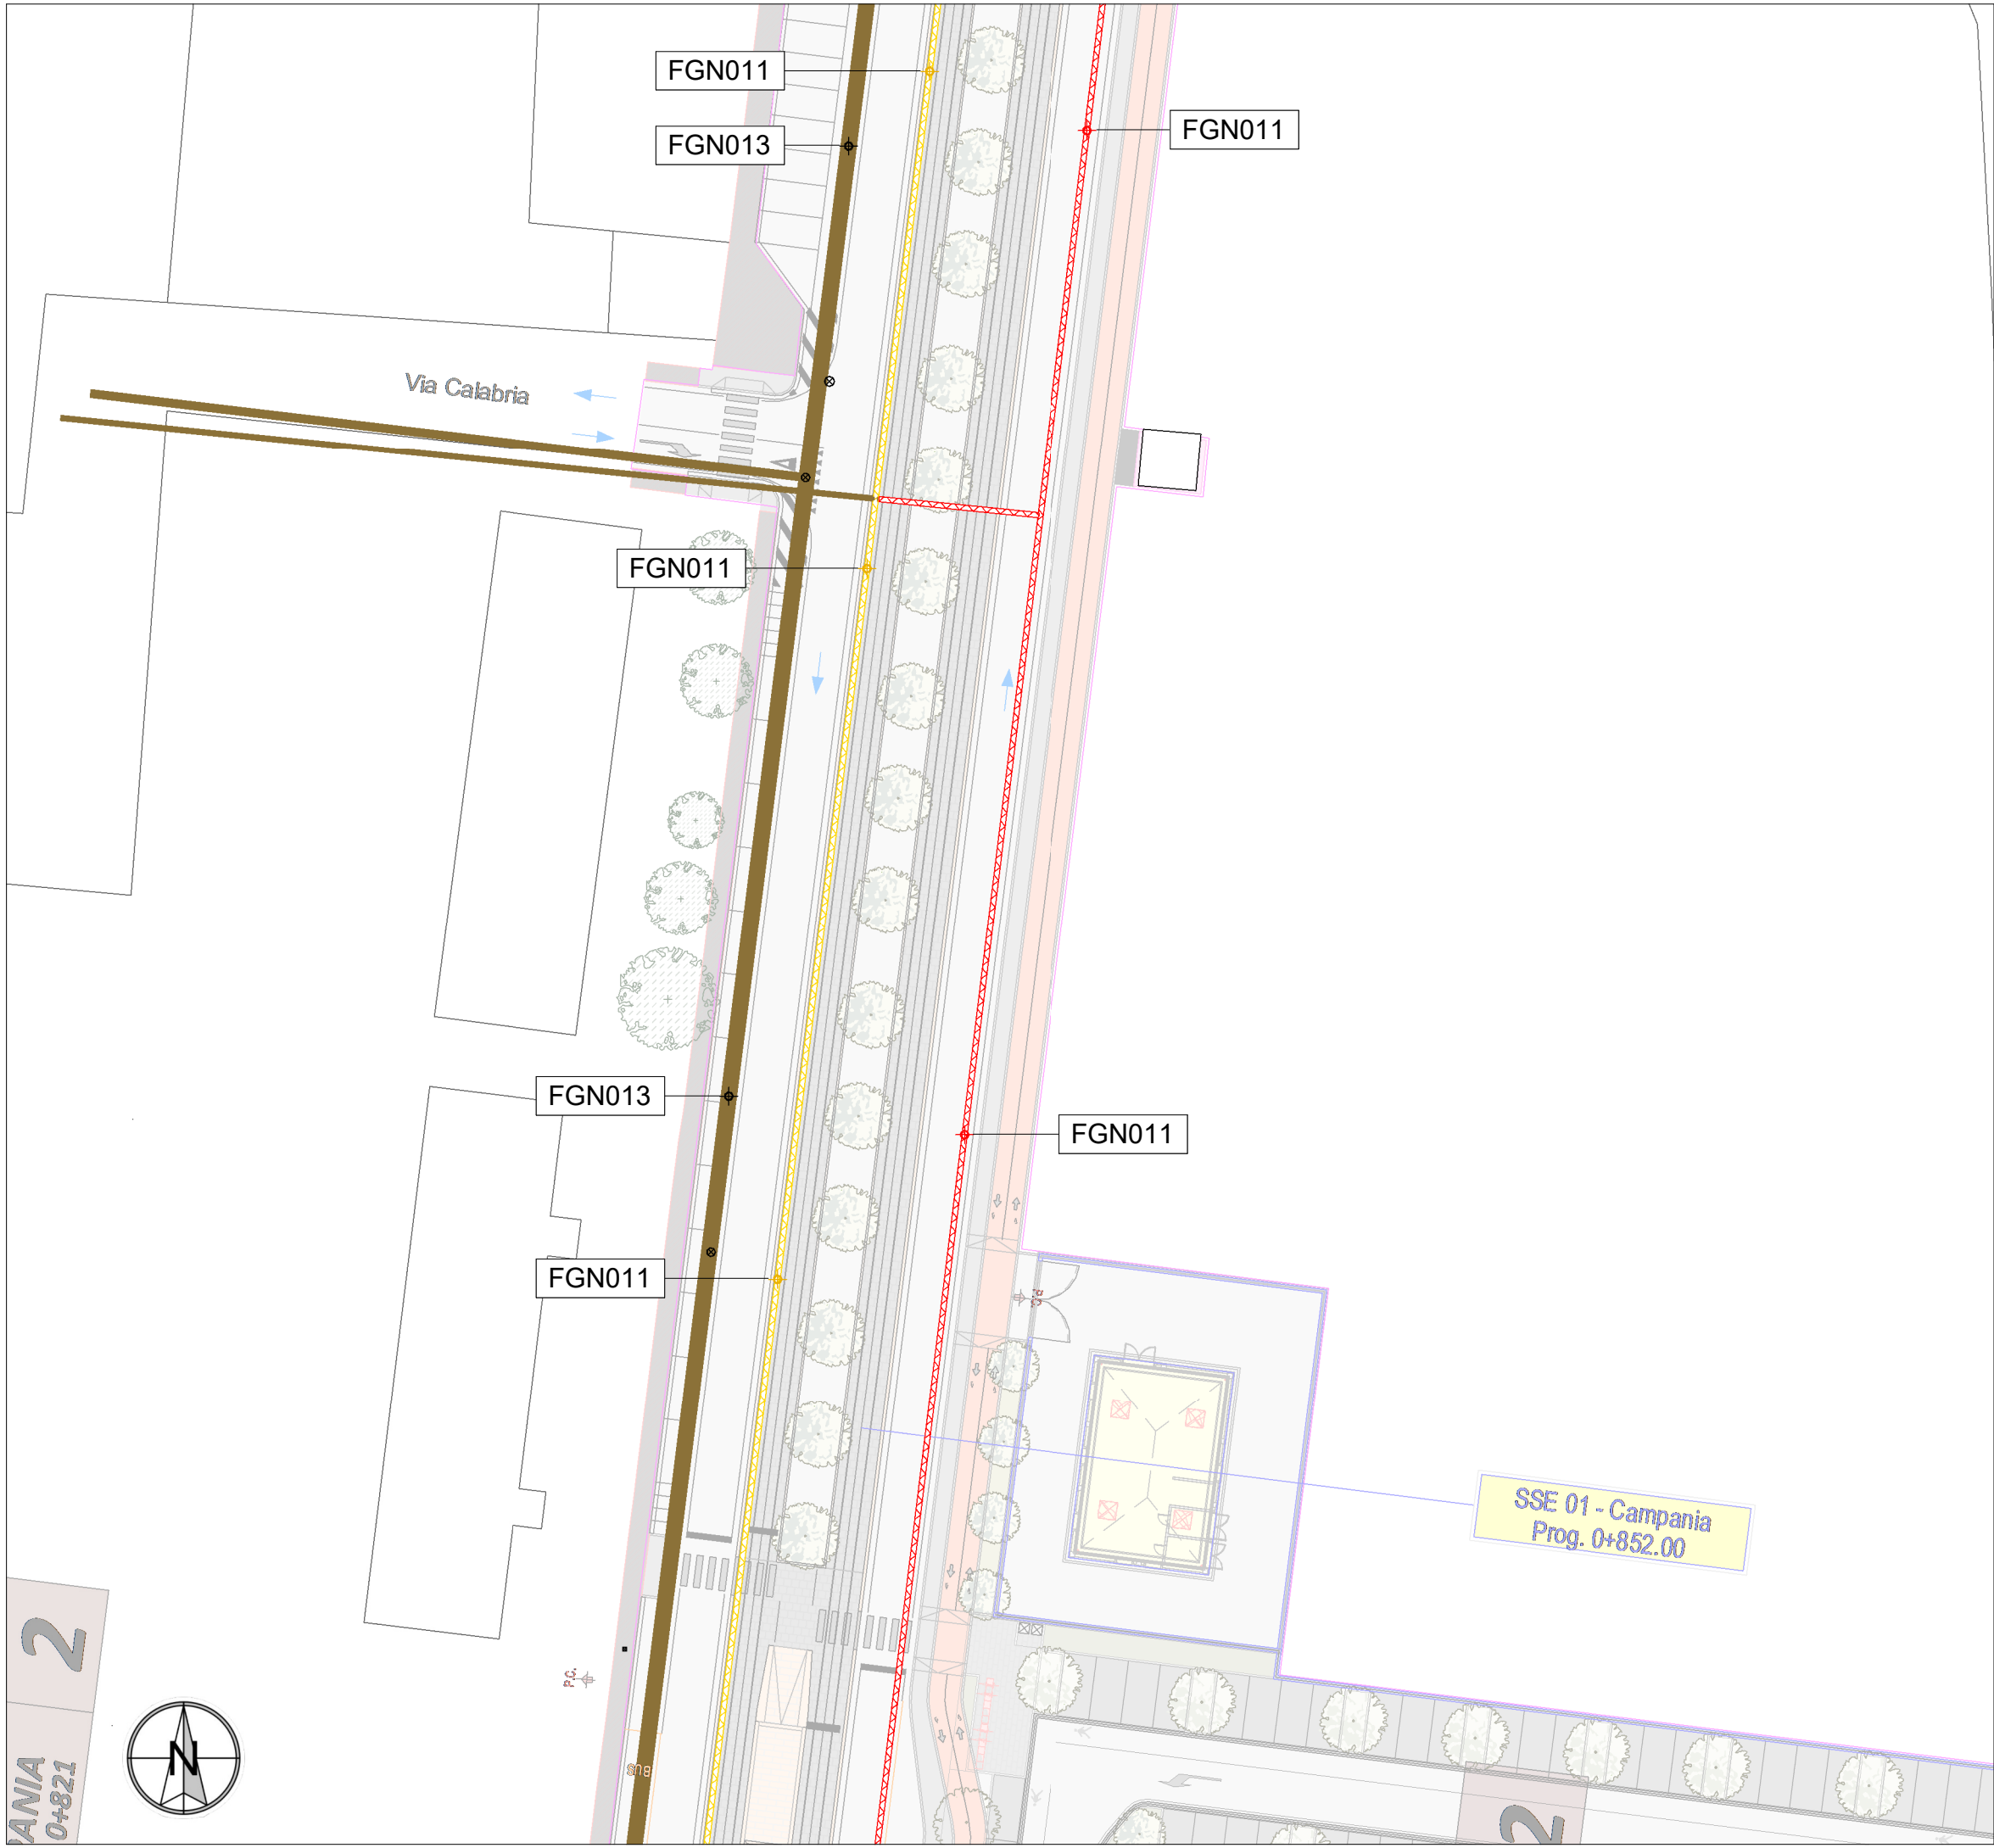 FGN011
FGN013
FGN011
Via Calabria
FGN011
FGN013
FGN011
FGN011
SSE 01 - Campania
Prog. 0+852.00
2
P.C.
N
BUS
ANIA
0+821
2